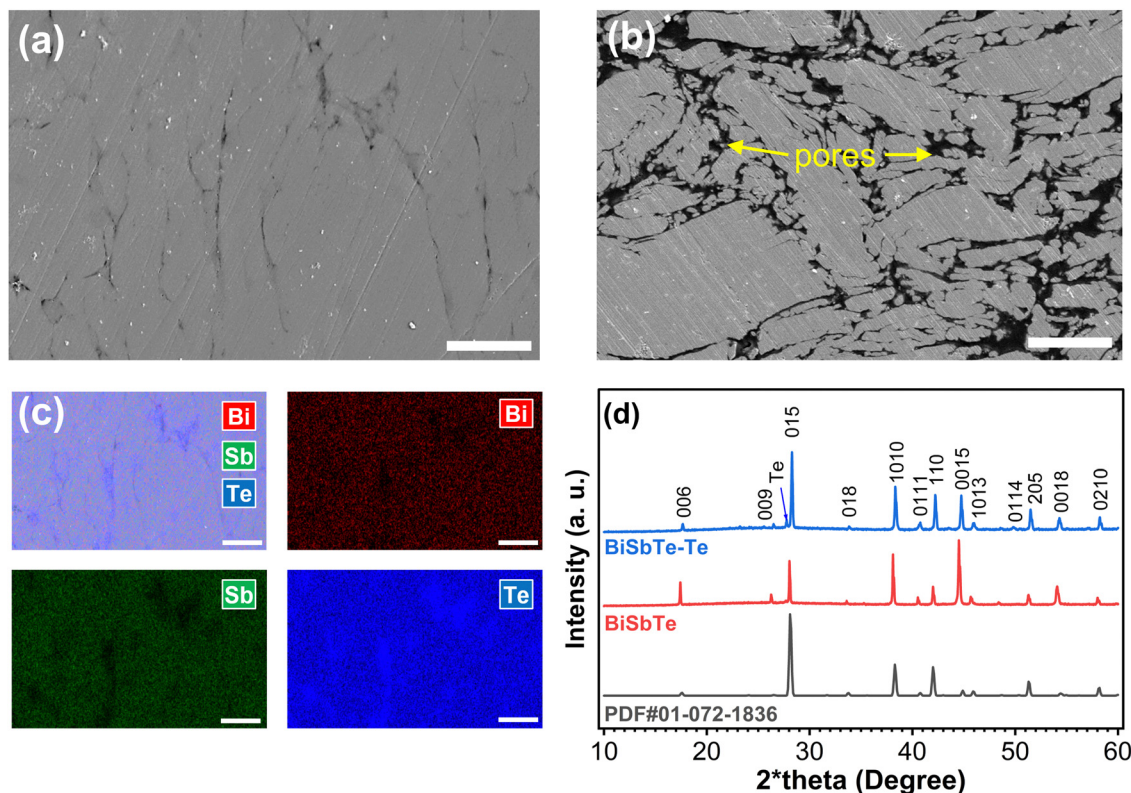 (a)
(b)
pores
(c)
Bi
Sb
Te
Bi
Sb
Te
(d)
Intensity (a. u.)
006
009
Te
015
018
1010
0111
110
0015
1013
0114
205
0018
0210
BiSbTe-Te
BiSbTe
PDF#01-072-1836
10 20 30 40 50 60
2*theta (Degree)